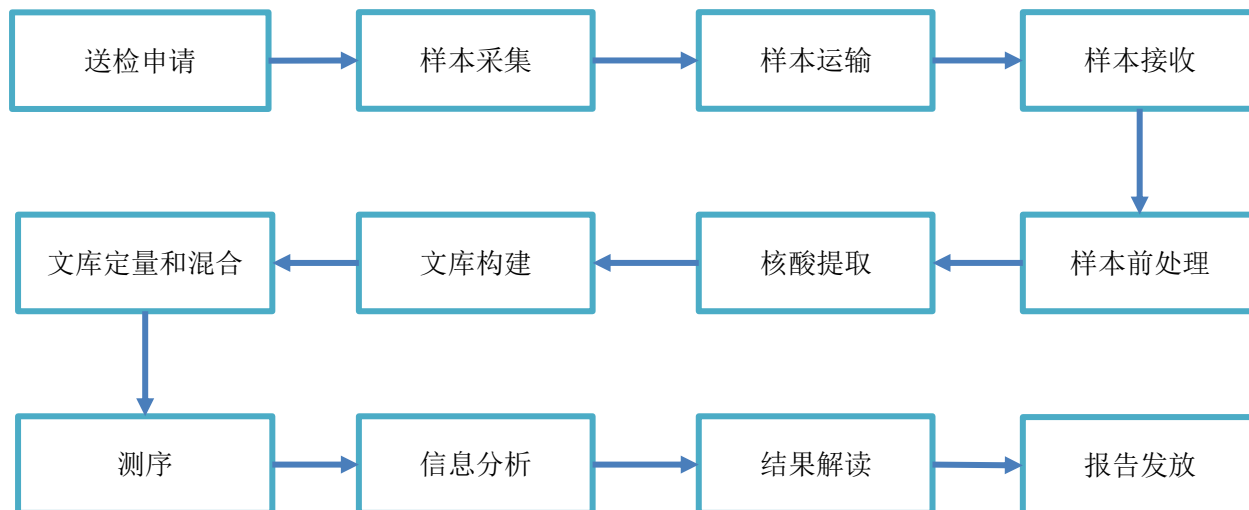 送检申请
样本采集
样本运输
样本接收
样本前处理
核酸提取
文库构建
文库定量和混合
测序
信息分析
结果解读
报告发放